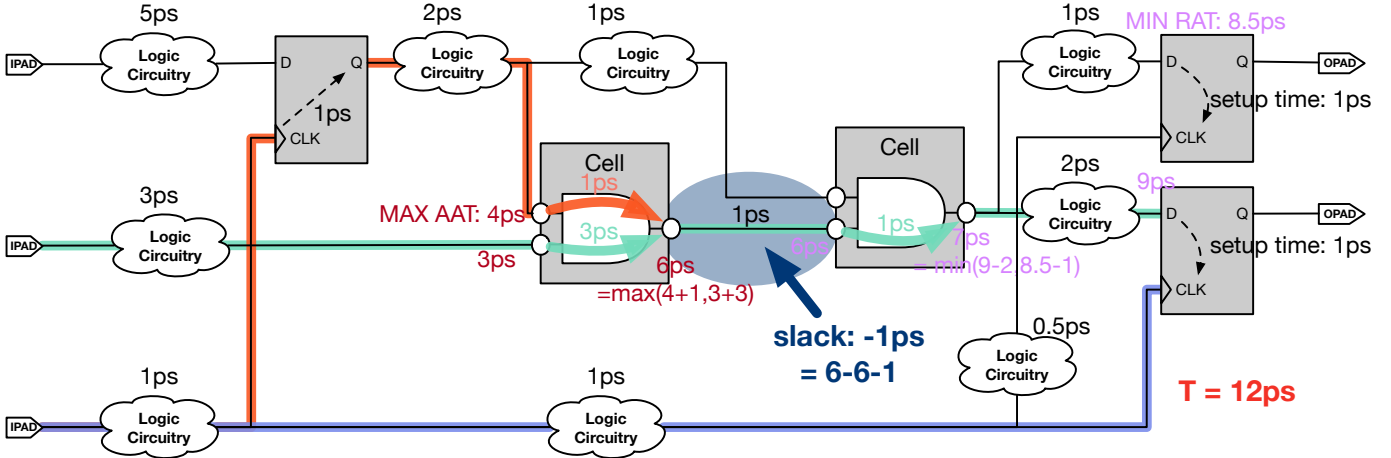 5ps
2ps
1ps
1ps
MIN RAT: 8.5ps
IPAD
Logic
Circuitry
D
Q
Logic
Circuitry
Logic
Circuitry
Logic
Circuitry
D
Q
OPAD
1ps
CLK
setup time: 1ps
CLK
Cell
Cell
3ps
2ps
1ps
9ps
MAX AAT: 4ps
IPAD
Logic
Circuitry
3ps
3ps
1ps
6ps
1ps
7ps
Logic
Circuitry
D
Q
OPAD
setup time: 1ps
6ps
=max(4+1,3+3)
= min(9-2,8.5-1)
CLK
slack: -1ps
= 6-6-1
0.5ps
Logic
Circuitry
1ps
1ps
T = 12ps
IPAD
Logic
Circuitry
Logic
Circuitry